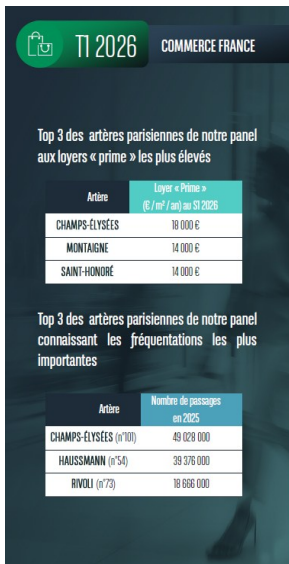 T1 2026 COMMERCE FRANCE
Top 3 des artères parisiennes de notre panel
aux loyers « prime » les plus élevés
Artère Loyer « Prime »
(€ / m² / an) au S1 2026
CHAMPS-ÉLYSÉES 18 000 €
MONTAIGNE 14 000 €
SAINT-HONORÉ 14 000 €
Top 3 des artères parisiennes de notre panel
connaissant les fréquentations les plus
importantes
Artère Nombre de passages
en 2025
CHAMPS-ÉLYSÉES (n°101) 49 028 000
HAUSSMANN (n°54) 39 376 000
RIVOLI (n°73) 18 666 000